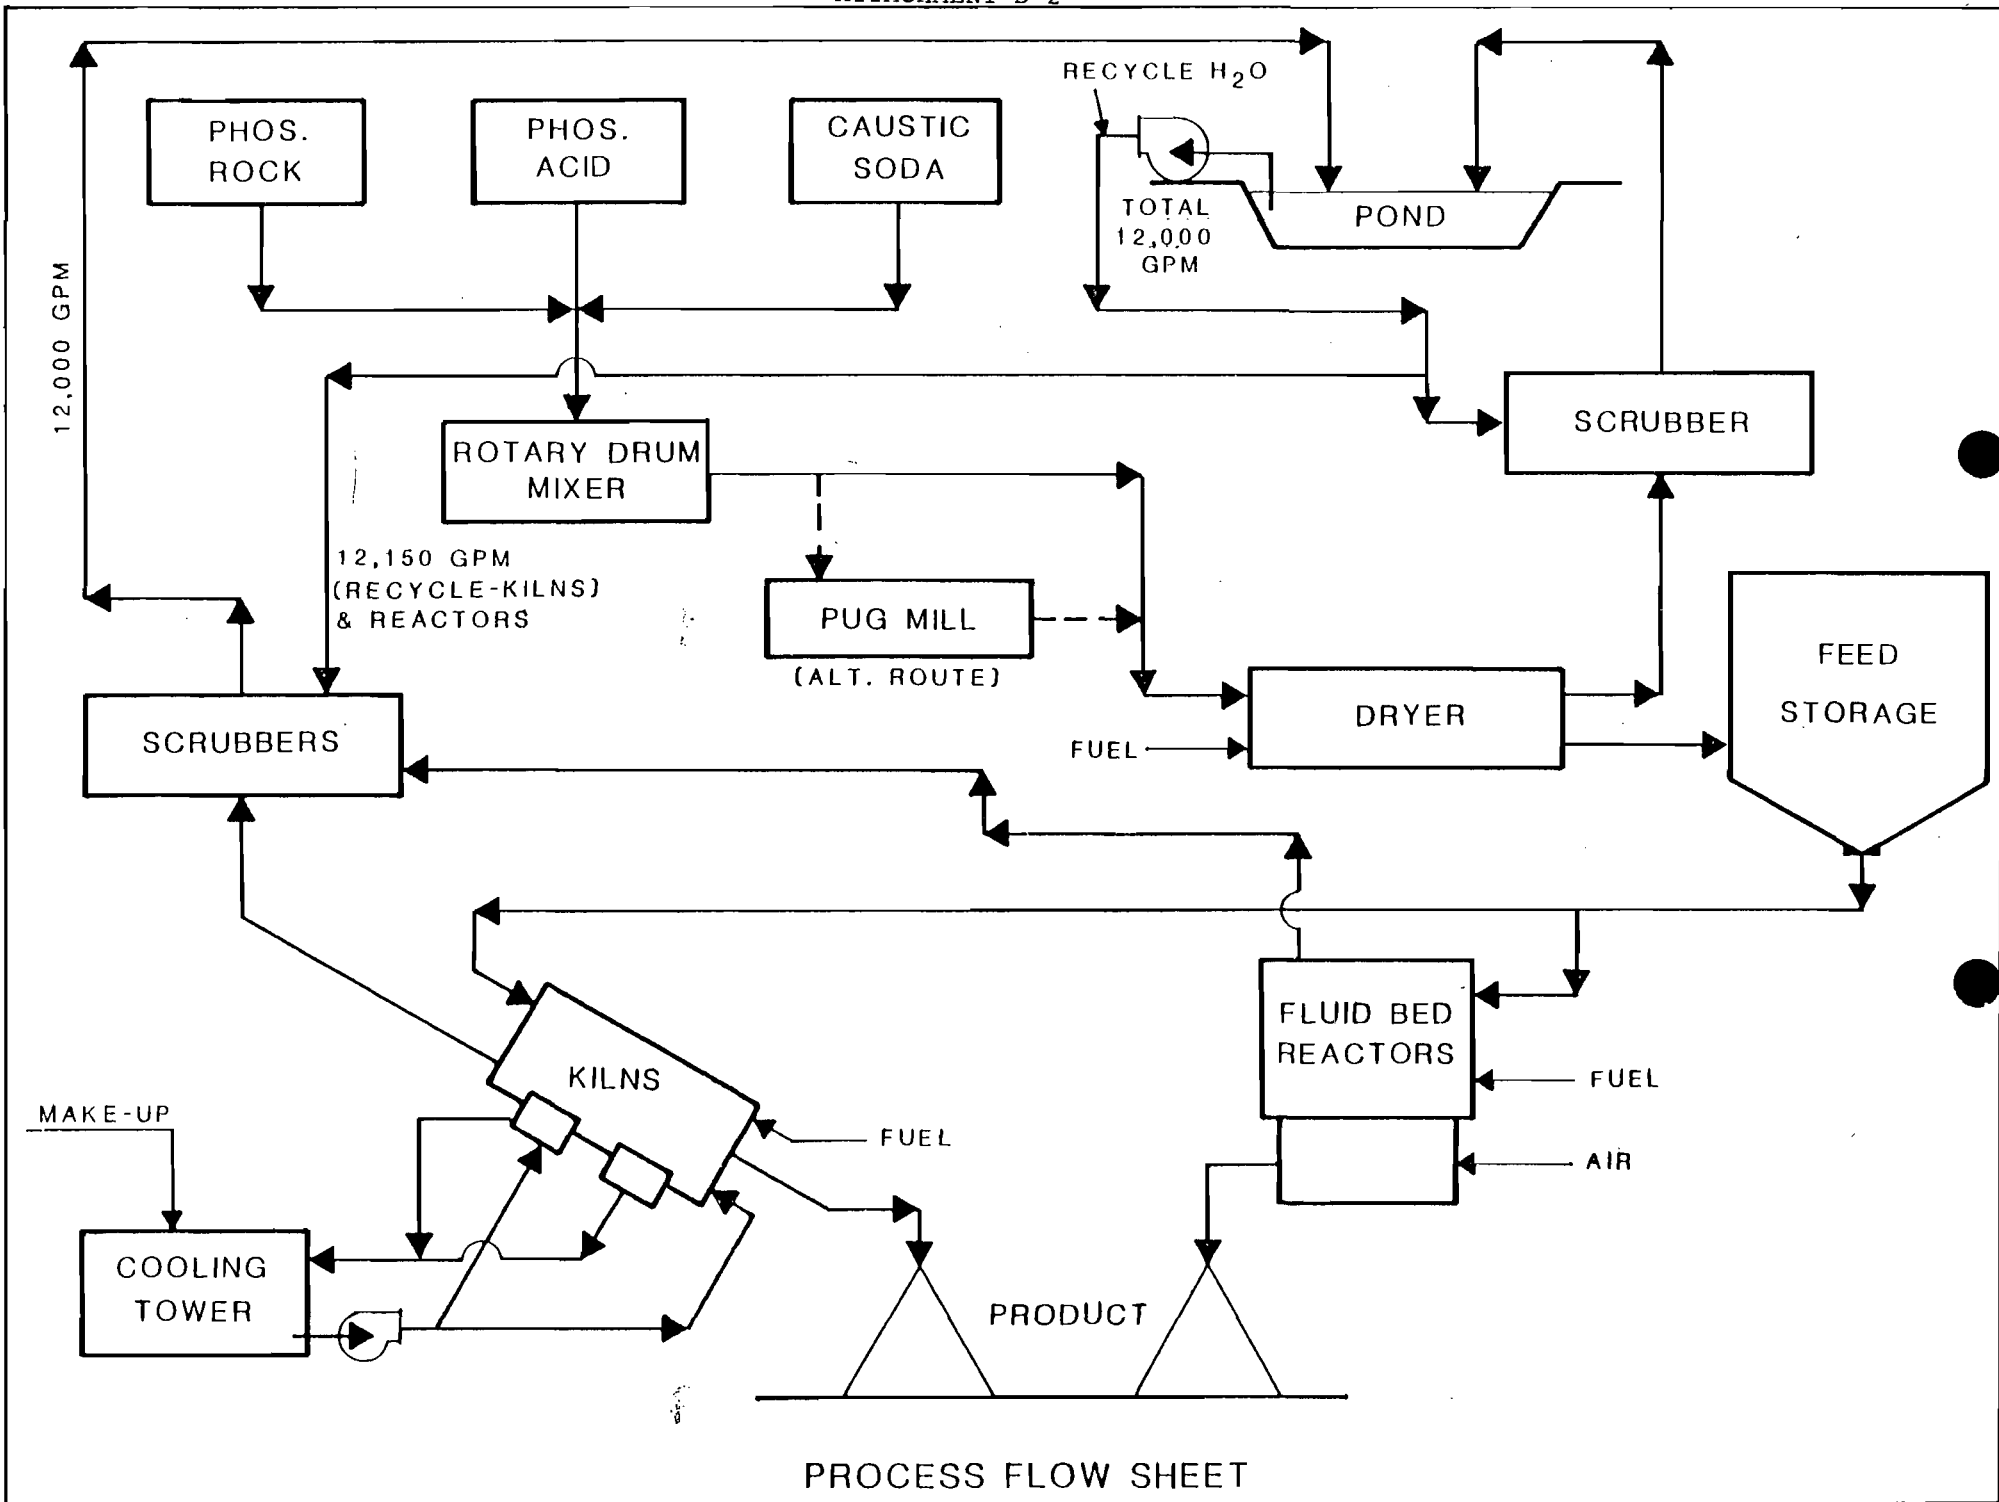 RECYCLE H2O
PHOS.
ROCK
PHOS.
ACID
CAUSTIC
SODA
TOTAL
12,000
GPM
POND
12,000 GPM
SCRUBBER
ROTARY DRUM
MIXER
12,150 GPM
(RECYCLE-KILNS)
& REACTORS
PUG MILL
(ALT. ROUTE)
FEED
STORAGE
SCRUBBERS
DRYER
FUEL
FLUID BED
REACTORS
KILNS
FUEL
MAKE-UP
FUEL
AIR
COOLING
TOWER
PRODUCT
PROCESS FLOW SHEET